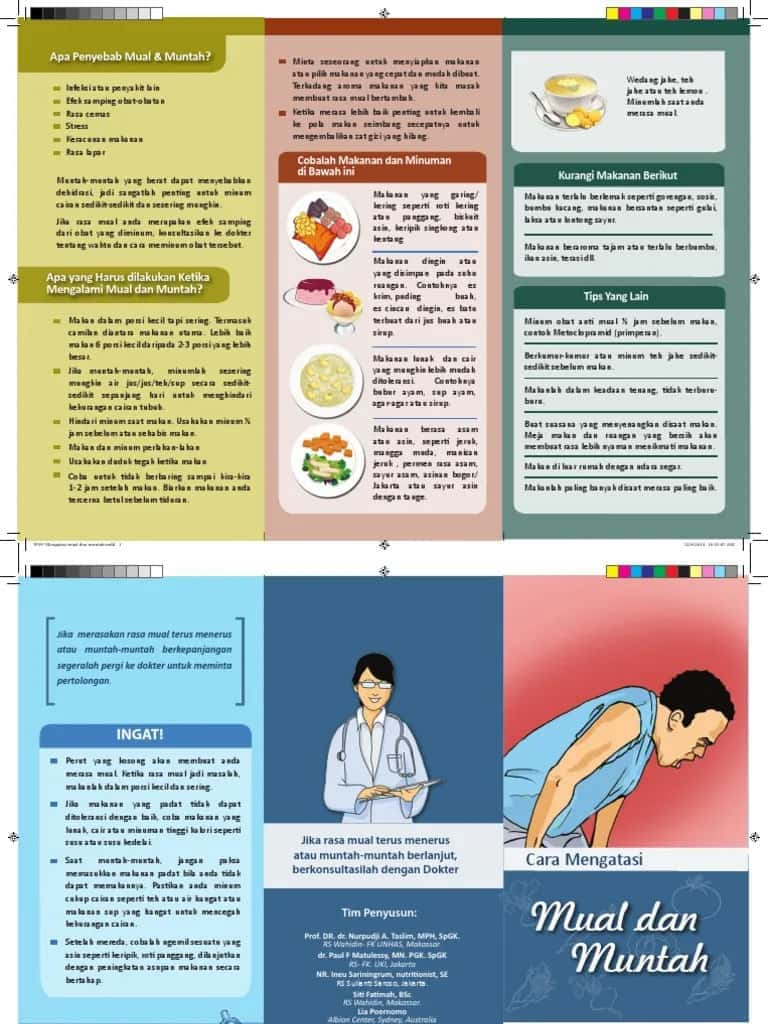 Apa Penyebab Mual & Muntah?
Infeksi atau penyakit lain
Efek samping obat-obatan
Rasa cemas
Stress
Keracunan makanan
Rasa lapar
Muntah-muntah yang berat dapat menyebabkan
dehidrasi, jadi sangatlah penting untuk minum
cairan sedikit-sedikit dan sesering mungkin.
Jika rasa mual anda merupakan efek samping
dari obat yang diminum, konsultasikan ke dokter
tentang waktu dan cara meminum obat tersebut.
Apa yang Harus dilakukan Ketika
Mengalami Mual dan Muntah?
Makan dalam porsi kecil tapi sering. Termasuk
camilan diantara makanan utama. Lebih baik
makan 6 porsi kecil daripada 2-3 porsi yang lebih
besar.
Jika muntah-muntah, minumlah sesering
mungkin air jus/jus/teh/sup secara sedikit-
sedikit sepanjang hari untuk menghindari
kekurangan cairan tubuh.
Hindari minum saat makan. Usahakan minum ½
jam sebelum atau sehabis makan.
Makan dan minum perlahan-lahan
Usahakan duduk tegak ketika makan
Coba untuk tidak berbaring sampai kira-kira
1-2 jam setelah makan. Biarkan makanan anda
tercerna betul sebelum tiduran.
Minta seseorang untuk menyiapkan makanan
atau pilih makanan yang cepat dan mudah dibuat.
Terkadang aroma makanan yang kita masak
membuat rasa mual bertambah.
Ketika merasa lebih baik penting untuk kembali
ke pola makan seimbang secepatnya untuk
mengembalikan zat gizi yang hilang.
Cobalah Makanan dan Minuman
di Bawah ini
Makanan yang garing/
kering seperti roti kering
atau panggang, biskuit
asin, keripik singkong atau
kentang
Makanan dingin atau
yang disimpan pada suhu
ruangan. Contohnya es
krim, puding buah,
es cincau dingin, es batu
terbuat dari jus buah atau
sirup.
Makanan lunak dan cair
yang mungkin lebih mudah
ditoleransi. Contohnya
bubur ayam, sup ayam,
agar-agar atau sirup.
Makanan berasa asam
atau asin, seperti jeruk,
mangga muda, manisan
jeruk , permen rasa asam,
sayur asam, asinan bogor/
Jakarta atau sayur asin
dengan tauge.
Wedang jahe, teh
jahe atau teh lemon .
Minumlah saat anda
merasa mual.
Kurangi Makanan Berikut
Makanan terlalu berlemak seperti gorengan, sosis,
bumbu kacang, makanan bersantan seperti gulai,
laksa atau lontong sayur.
Makanan beraroma tajam atau terlalu berbumbu,
ikan asin, terasi dll.
Tips Yang Lain
Minum obat anti mual ½ jam sebelum makan,
contoh Metoclopramid (primperan).
Berkumur-kumur atau minum teh jahe sedikit-
sedikit sebelum makan.
Makanlah dalam keadaan tenang, tidak terburu-
buru.
Buat suasana yang menyenangkan disaat makan.
Meja makan dan ruangan yang bersih akan
membuat rasa lebih nyaman menikmati makanan.
Makan di luar rumah dengan udara segar.
Makanlah paling banyak disaat merasa paling baik.
Jika merasakan rasa mual terus menerus
atau muntah-muntah berkepanjangan
segeralah pergi ke dokter untuk meminta
pertolongan.
INGAT!
Perut yang kosong akan membuat anda
merasa mual. Ketika rasa mual jadi masalah,
makanlah dalam porsi kecil dan sering.
Jika makanan yang padat tidak dapat
ditoleransi dengan baik, coba makanan yang
lunak, cair atau minuman tinggi kalori seperti
susu atau susu kedelai.
Saat muntah-muntah, jangan paksa
memasukkan makanan padat bila anda tidak
dapat memakannya. Pastikan anda minum
cukup cairan seperti teh atau air hangat atau
makanan sup yang hangat untuk mencegah
kekurangan cairan.
Setelah mereda, cobalah ngemil sesuatu yang
asin seperti keripik, roti panggang, dilanjutkan
dengan peningkatan asupan makanan secara
bertahap.
Jika rasa mual terus menerus
atau muntah-muntah berlanjut,
berkonsultasilah dengan Dokter
Tim Penyusun:
Prof. DR. dr. Nurpudji A. Taslim, MPH, SpGK.
RS Wahidin- FK UNHAS, Makassar
dr. Paul F Matulessy, MN. PGK. SpGK
RS- FK. UKI, Jakarta
NR. Ineu Sariningrum, nutritionist, SE
RS Sulianti Saroso, Jakarta.
Siti Fatimah, BSc
RS Wahidin, Makassar.
Lia Poernomo
Albion Center, Sydney, Australia
Cara Mengatasi
Mual dan
Muntah